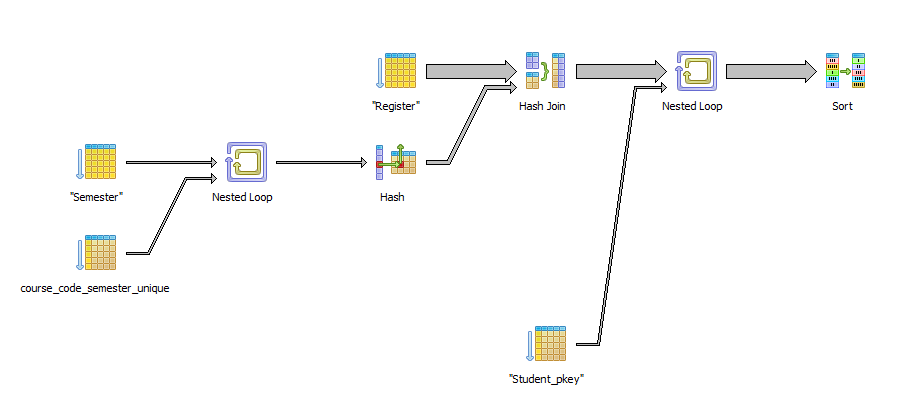 "Register"
Hash Join
Nested Loop
Sort
"Semester"
Nested Loop
Hash
course_code_semester_unique
"Student_pkey"